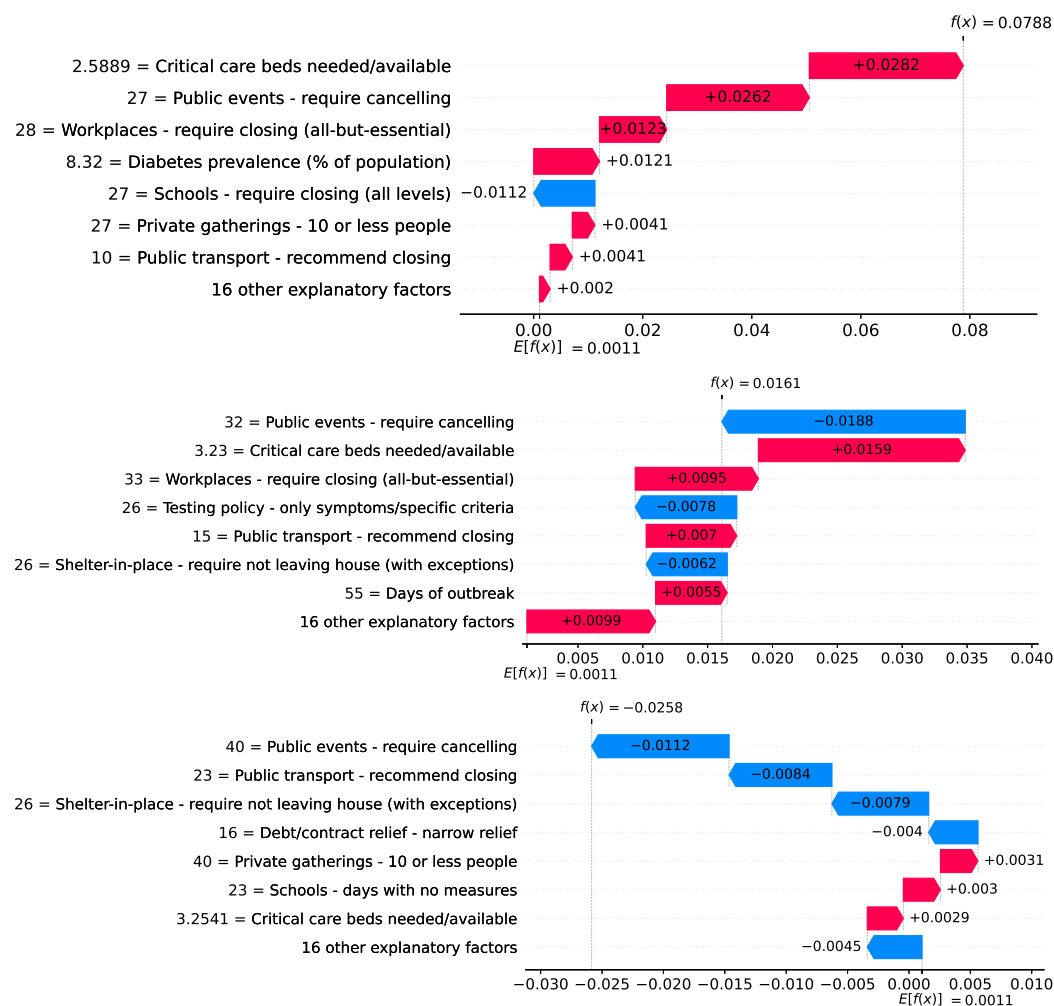 f(x) = 0.0788
2.5889 = Critical care beds needed/available +0.0282
27 = Public events - require cancelling +0.0262
28 = Workplaces - require closing (all-but-essential) +0.0123
8.32 = Diabetes prevalence (% of population) +0.0121
27 = Schools - require closing (all levels) −0.0112
27 = Private gatherings - 10 or less people +0.0041
10 = Public transport - recommend closing +0.0041
16 other explanatory factors +0.002
0.00 0.02 0.04 0.06 0.08
E[f(x)] = 0.0011
f(x) = 0.0161
32 = Public events - require cancelling −0.0188
3.23 = Critical care beds needed/available +0.0159
33 = Workplaces - require closing (all-but-essential) +0.0095
26 = Testing policy - only symptoms/specific criteria −0.0078
15 = Public transport - recommend closing +0.007
26 = Shelter-in-place - require not leaving house (with exceptions) −0.0062
55 = Days of outbreak +0.0055
16 other explanatory factors +0.0099
0.005 0.010 0.015 0.020 0.025 0.030 0.035 0.040
E[f(x)] = 0.0011
f(x) = −0.0258
40 = Public events - require cancelling −0.0112
23 = Public transport - recommend closing −0.0084
26 = Shelter-in-place - require not leaving house (with exceptions) −0.0079
16 = Debt/contract relief - narrow relief −0.004
40 = Private gatherings - 10 or less people +0.0031
23 = Schools - days with no measures +0.003
3.2541 = Critical care beds needed/available +0.0029
16 other explanatory factors −0.0045
−0.030 −0.025 −0.020 −0.015 −0.010 −0.005 0.000 0.005 0.010
E[f(x)] = 0.0011